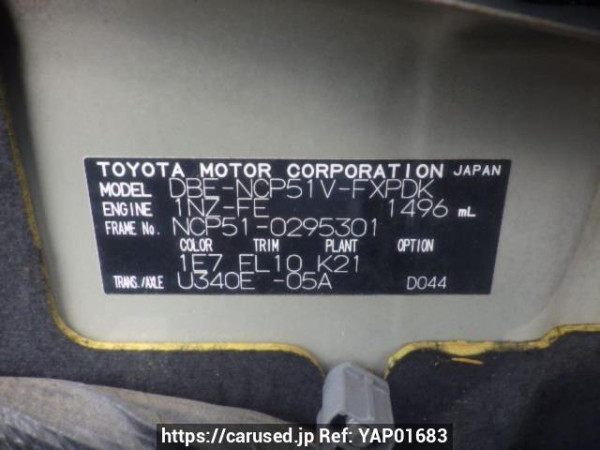 TOYOTA MOTOR CORPORATION JAPAN
MODEL DBE-NCP51V-FXPDK
ENGINE 1NZ-FE 1496 mL
FRAME No. NCP51-0295301
COLOR TRIM PLANT OPTION
1E7 EL10 K21
TRANS./AXLE U340E -05A D044
https://carused.jp Ref: YAP01683